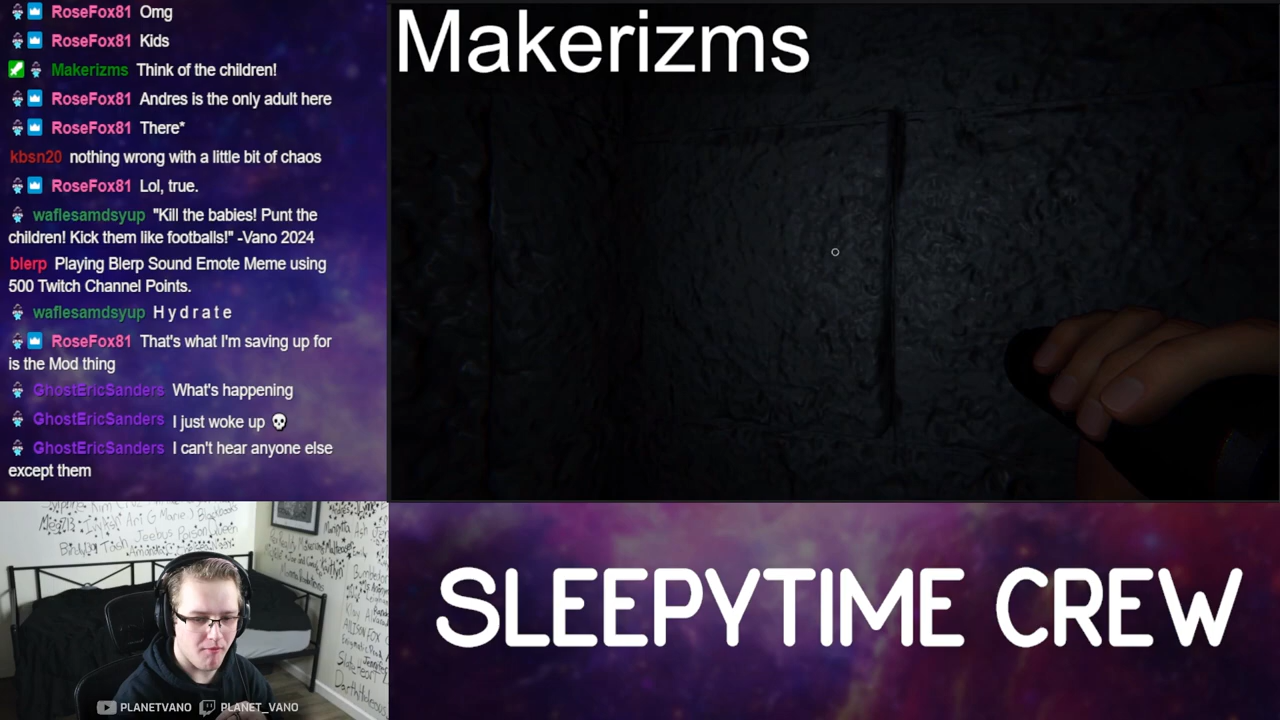 RoseFox81 Omg
RoseFox81 Kids
Makerizms Think of the children!
RoseFox81 Andres is the only adult here
RoseFox81 There*
kbsn20 nothing wrong with a little bit of chaos
RoseFox81 Lol, true.
waflesamdsyup "Kill the babies! Punt the
children! Kick them like footballs!" -Vano 2024
blerp Playing Blerp Sound Emote Meme using
500 Twitch Channel Points.
waflesamdsyup H y d r a t e
RoseFox81 That's what I'm saving up for
is the Mod thing
GhostEricSanders What's happening
GhostEricSanders I just woke up 💀
GhostEricSanders I can't hear anyone else
except them
Makerizms
Jeebus
Tash
PLANETVANO PLANET_VANO
SLEEPYTIME CREW